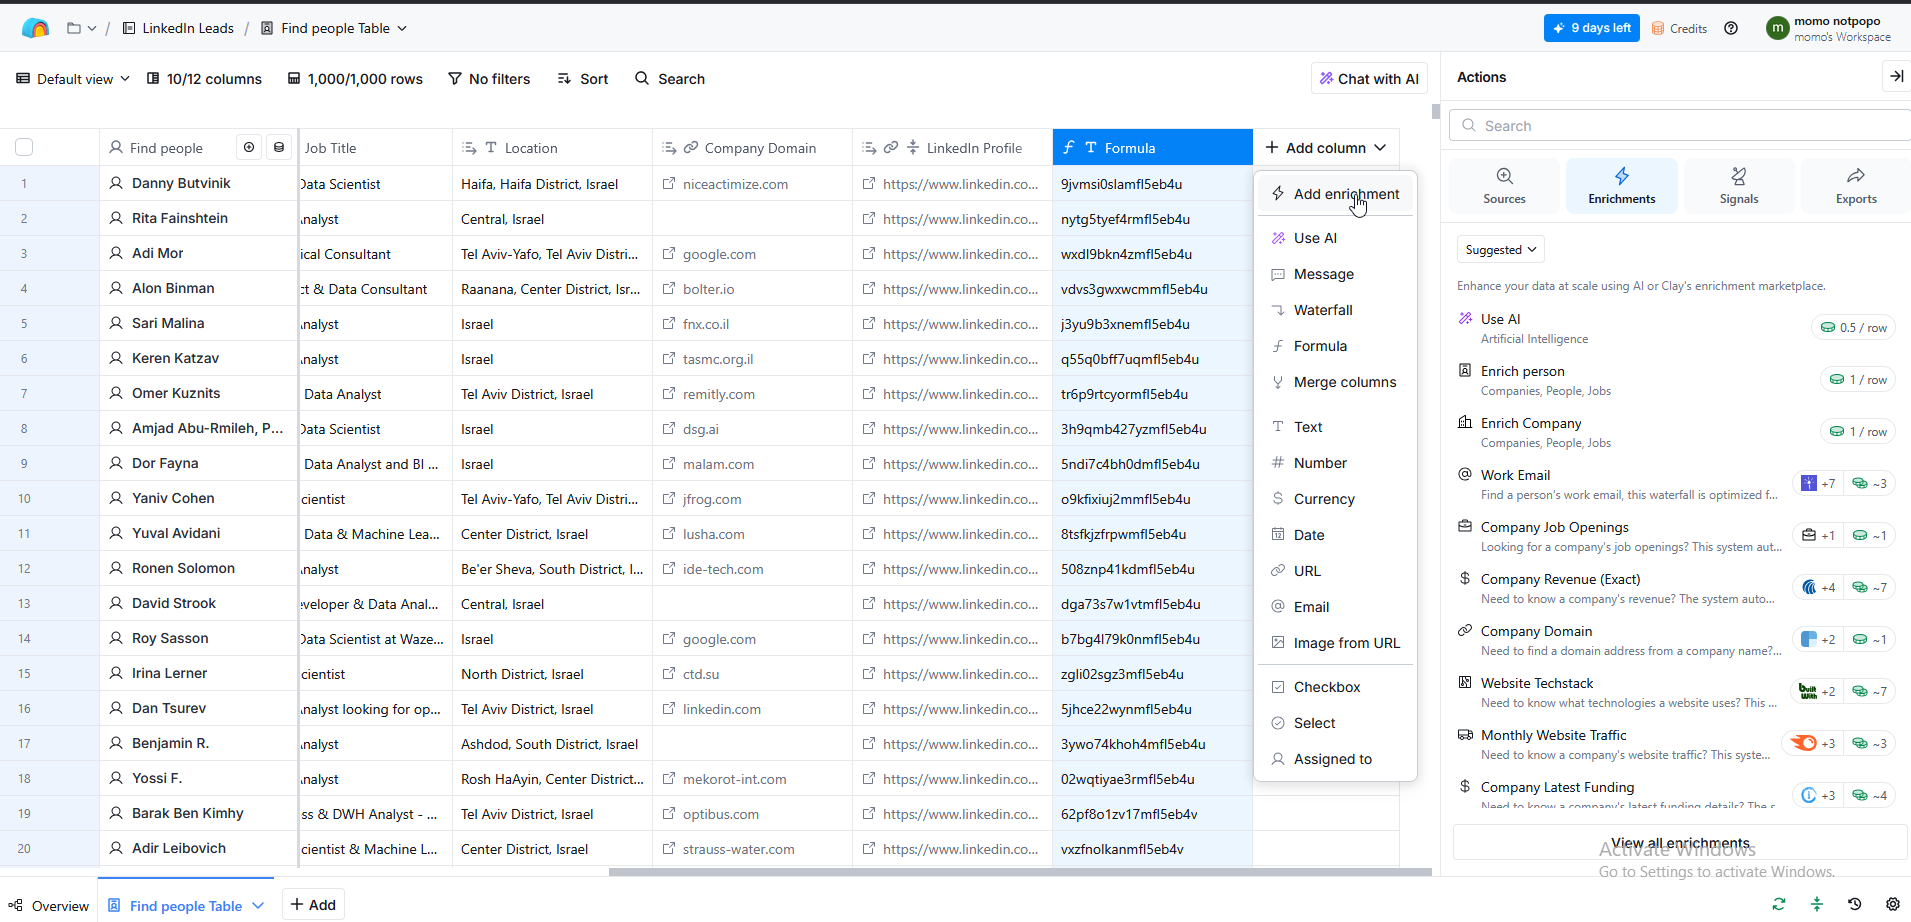 LinkedIn Leads / Find people Table
9 days left
Credits
m
momo notpopo
momo's Workspace
Default view
10/12 columns
1,000/1,000 rows
No filters
Sort
Search
Chat with AI
Find people
Job Title
Location
Company Domain
LinkedIn Profile
Formula
Add column
1 Danny Butvinik Data Scientist Haifa, Haifa District, Israel niceactimize.com https://www.linkedin.co... 9jvmsi0slamfl5eb4u
2 Rita Fainshtein Analyst Central, Israel https://www.linkedin.co... nytg5tyef4rmfl5eb4u
3 Adi Mor ical Consultant Tel Aviv-Yafo, Tel Aviv Distri... google.com https://www.linkedin.co... wxdl9bkn4zmfl5eb4u
4 Alon Binman ct & Data Consultant Raanana, Center District, Isr... bolter.io https://www.linkedin.co... vdvs3gwxwcmmfl5eb4u
5 Sari Malina Analyst Israel fnx.co.il https://www.linkedin.co... j3yu9b3xnemfl5eb4u
6 Keren Katzav Analyst Israel tasmc.org.il https://www.linkedin.co... q55q0bff7uqmfl5eb4u
7 Omer Kuznits Data Analyst Tel Aviv District, Israel remitly.com https://www.linkedin.co... tr6p9rtcyormfl5eb4u
8 Amjad Abu-Rmileh, P... Data Scientist Israel dsg.ai https://www.linkedin.co... 3h9qmb427yzmfl5eb4u
9 Dor Fayna Data Analyst and BI ... Israel malam.com https://www.linkedin.co... 5ndi7c4bh0dmfl5eb4u
10 Yaniv Cohen cientist Tel Aviv-Yafo, Tel Aviv Distri... jfrog.com https://www.linkedin.co... o9kfixiuj2mmfl5eb4u
11 Yuval Avidani Data & Machine Lea... Center District, Israel lusha.com https://www.linkedin.co... 8tsfkjzfrpwmfl5eb4u
12 Ronen Solomon Analyst Be'er Sheva, South District, I... ide-tech.com https://www.linkedin.co... 508znp41kdmfl5eb4u
13 David Strook eveloper & Data Anal... Central, Israel https://www.linkedin.co... dga73s7w1vtmfl5eb4u
14 Roy Sasson Data Scientist at Waze... Israel google.com https://www.linkedin.co... b7bg4l79k0nmfl5eb4u
15 Irina Lerner cientist North District, Israel ctd.su https://www.linkedin.co... zgli02sgz3mfl5eb4u
16 Dan Tsurev Analyst looking for op... Tel Aviv District, Israel linkedin.com https://www.linkedin.co... 5jhce22wynmfl5eb4u
17 Benjamin R. Analyst Ashdod, South District, Israel https://www.linkedin.co... 3ywo74khoh4mfl5eb4u
18 Yossi F. Analyst Rosh HaAyin, Center District... mekorot-int.com https://www.linkedin.co... 02wqtiyae3rmfl5eb4u
19 Barak Ben Kimhy ss & DWH Analyst - ... Tel Aviv District, Israel optibus.com https://www.linkedin.co... 62pf8o1zv17mfl5eb4v
20 Adir Leibovich cientist & Machine L... Center District, Israel strauss-water.com https://www.linkedin.co... vxzfnolkanmfl5eb4v
Add enrichment
Use AI
Message
Waterfall
Formula
Merge columns
Text
Number
Currency
Date
URL
Email
Image from URL
Checkbox
Select
Assigned to
Actions
Search
Sources
Enrichments
Signals
Exports
Suggested
Enhance your data at scale using AI or Clay's enrichment marketplace.
Use AI
Artificial Intelligence
0.5 / row
Enrich person
Companies, People, Jobs
1 / row
Enrich Company
Companies, People, Jobs
1 / row
Work Email
Find a person's work email, this waterfall is optimized f...
+7 ~3
Company Job Openings
Looking for a company's job openings? This system aut...
+1 ~1
Company Revenue (Exact)
Need to know a company's revenue? The system auto...
+4 ~7
Company Domain
Need to find a domain address from a company name?...
+2 ~1
Website Techstack
Need to know what technologies a website uses? This ...
built With +2 ~7
Monthly Website Traffic
Need to know a company's website traffic? This syste...
+3 ~3
Company Latest Funding
Need to know a company's latest funding details? The s
+3 ~4
View all enrichments
Activate Windows
Go to Settings to activate Windows.
Overview
Find people Table
Add